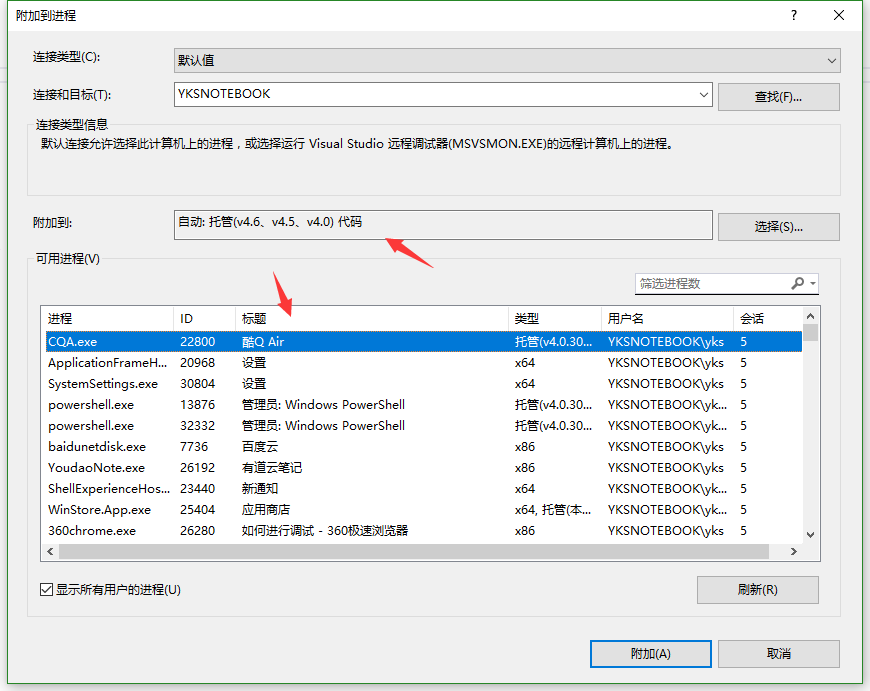 附加到进程
连接类型(C): 默认值
连接和目标(T): YKSNOTEBOOK 查找(F)...
连接类型信息
默认连接允许选择此计算机上的进程，或选择运行 Visual Studio 远程调试器(MSVSMON.EXE)的远程计算机上的进程。
附加到: 自动: 托管(v4.6、v4.5、v4.0) 代码 选择(S)...
可用进程(V)
筛选进程数
进程 ID 标题 类型 用户名 会话
CQA.exe 22800 酷Q Air 托管(v4.0.30... YKSNOTEBOOK\yks 5
ApplicationFrameH... 20968 设置 x64 YKSNOTEBOOK\yks 5
SystemSettings.exe 30804 设置 x64 YKSNOTEBOOK\yks 5
powershell.exe 13876 管理员: Windows PowerShell 托管(v4.0.30... YKSNOTEBOOK\yk... 5
powershell.exe 32332 管理员: Windows PowerShell 托管(v4.0.30... YKSNOTEBOOK\yk... 5
baidunetdisk.exe 7736 百度云 x86 YKSNOTEBOOK\yks 5
YoudaoNote.exe 26192 有道云笔记 x86 YKSNOTEBOOK\yks 5
ShellExperienceHos... 23440 新通知 x64 YKSNOTEBOOK\yk... 5
WinStore.App.exe 25404 应用商店 x64, 托管(本... YKSNOTEBOOK\yk... 5
360chrome.exe 26280 如何进行调试 - 360极速浏览器 x86 YKSNOTEBOOK\yks 5
显示所有用户的进程(U) 刷新(R)
附加(A) 取消